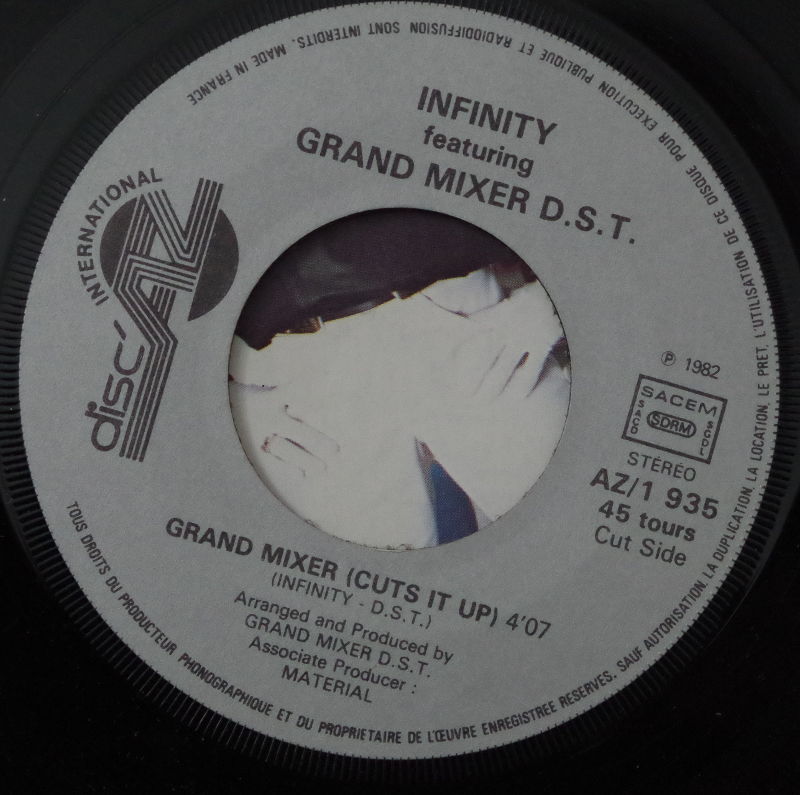 INFINITY
featuring
GRAND MIXER D.S.T.
INTERNATIONAL
disc'AZ
℗ 1982
SACEM
SACD
SDRM
SCDL
STÉRÉO
AZ/1 935
45 tours
Cut Side
GRAND MIXER (CUTS IT UP) 4'07
(INFINITY - D.S.T.)
Arranged and Produced by
GRAND MIXER D.S.T.
Associate Producer :
MATERIAL
TOUS DROITS DU PRODUCTEUR PHONOGRAPHIQUE ET DU PROPRIETAIRE DE L'ŒUVRE ENREGISTREE RESERVES. SAUF AUTORISATION. LA DUPLICATION. LA LOCATION. LE PRET. L'UTILISATION DE CE DISQUE POUR EXECUTION PUBLIQUE ET RADIODIFFUSION SONT INTERDITS. MADE IN FRANCE